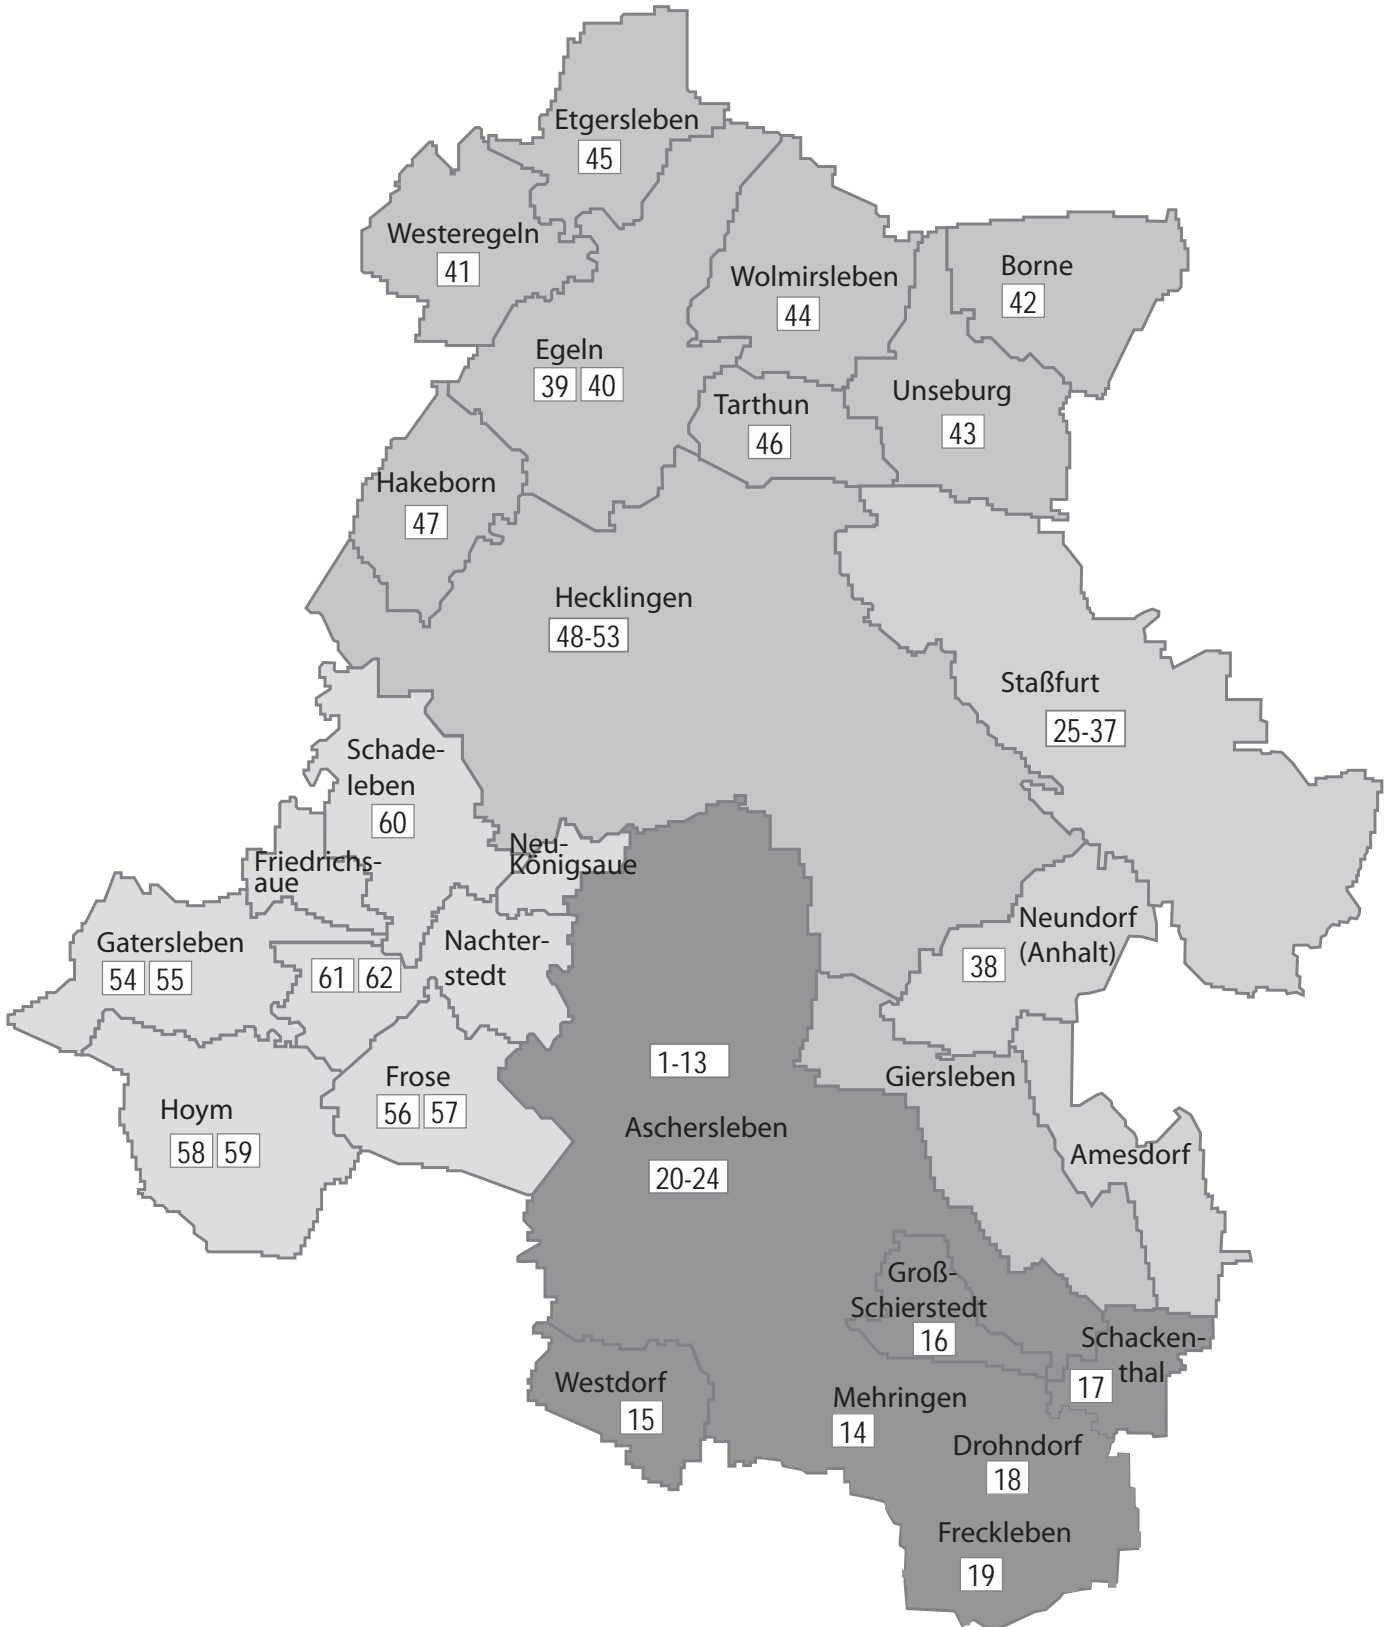 Etgersleben
45
Westeregeln
41
Wolmirsleben
44
Borne
42
Egeln
39 40
Tarthun
46
Unseburg
43
Hakeborn
47
Hecklingen
48-53
Staßfurt
25-37
Schade-
leben
60
Neu-
Königsaue
Friedrichs-
aue
Gatersleben
54 55
61 62
Nachter-
stedt
Neundorf
(Anhalt)
38
Hoym
58 59
Frose
56 57
1-13
Aschersleben
20-24
Giersleben
Amesdorf
Groß-
Schierstedt
16
Schacken-
thal
17
Westdorf
15
Mehringen
14
Drohndorf
18
Freckleben
19